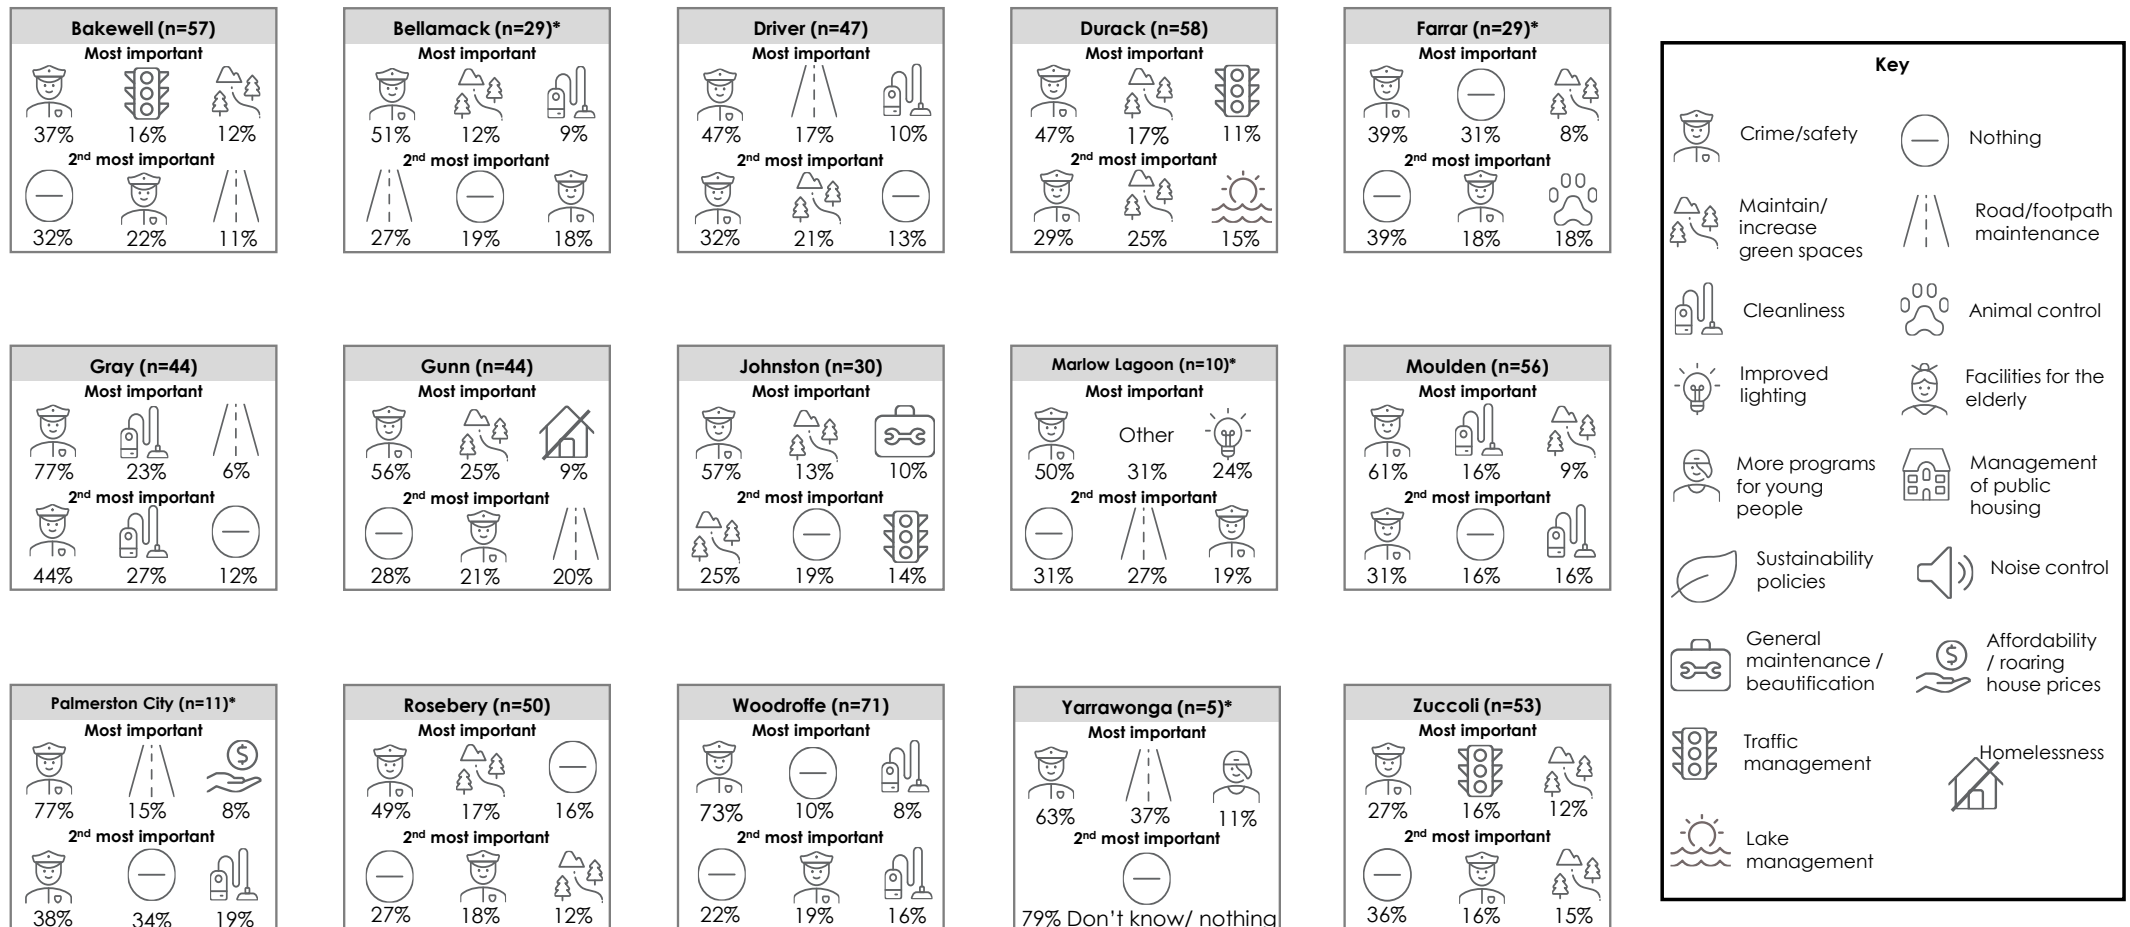 Bakewell (n=57)
Most important
37% 16% 12%
2nd most important
32% 22% 11%
Bellamack (n=29)*
Most important
51% 12% 9%
2nd most important
27% 19% 18%
Driver (n=47)
Most important
47% 17% 10%
2nd most important
32% 21% 13%
Durack (n=58)
Most important
47% 17% 11%
2nd most important
29% 25% 15%
Farrar (n=29)*
Most important
39% 31% 8%
2nd most important
39% 18% 18%
Gray (n=44)
Most important
77% 23% 6%
2nd most important
44% 27% 12%
Gunn (n=44)
Most important
56% 25% 9%
2nd most important
28% 21% 20%
Johnston (n=30)
Most important
57% 13% 10%
2nd most important
25% 19% 14%
Marlow Lagoon (n=10)*
Most important
Other
50% 31% 24%
2nd most important
31% 27% 19%
Moulden (n=56)
Most important
61% 16% 9%
2nd most important
31% 16% 16%
Palmerston City (n=11)*
Most important
77% 15% 8%
2nd most important
38% 34% 19%
Rosebery (n=50)
Most important
49% 17% 16%
2nd most important
27% 18% 12%
Woodroffe (n=71)
Most important
73% 10% 8%
2nd most important
22% 19% 16%
Yarrawonga (n=5)*
Most important
63% 37% 11%
2nd most important
79% Don't know/ nothing
Zuccoli (n=53)
Most important
27% 16% 12%
2nd most important
36% 16% 15%
Key
Crime/safety
Nothing
Maintain/
increase
green spaces
Road/footpath
maintenance
Cleanliness
Animal control
Improved
lighting
Facilities for the
elderly
More programs
for young
people
Management
of public
housing
Sustainability
policies
Noise control
General
maintenance /
beautification
Affordability
/ roaring
house prices
Traffic
management
Homelessness
Lake
management